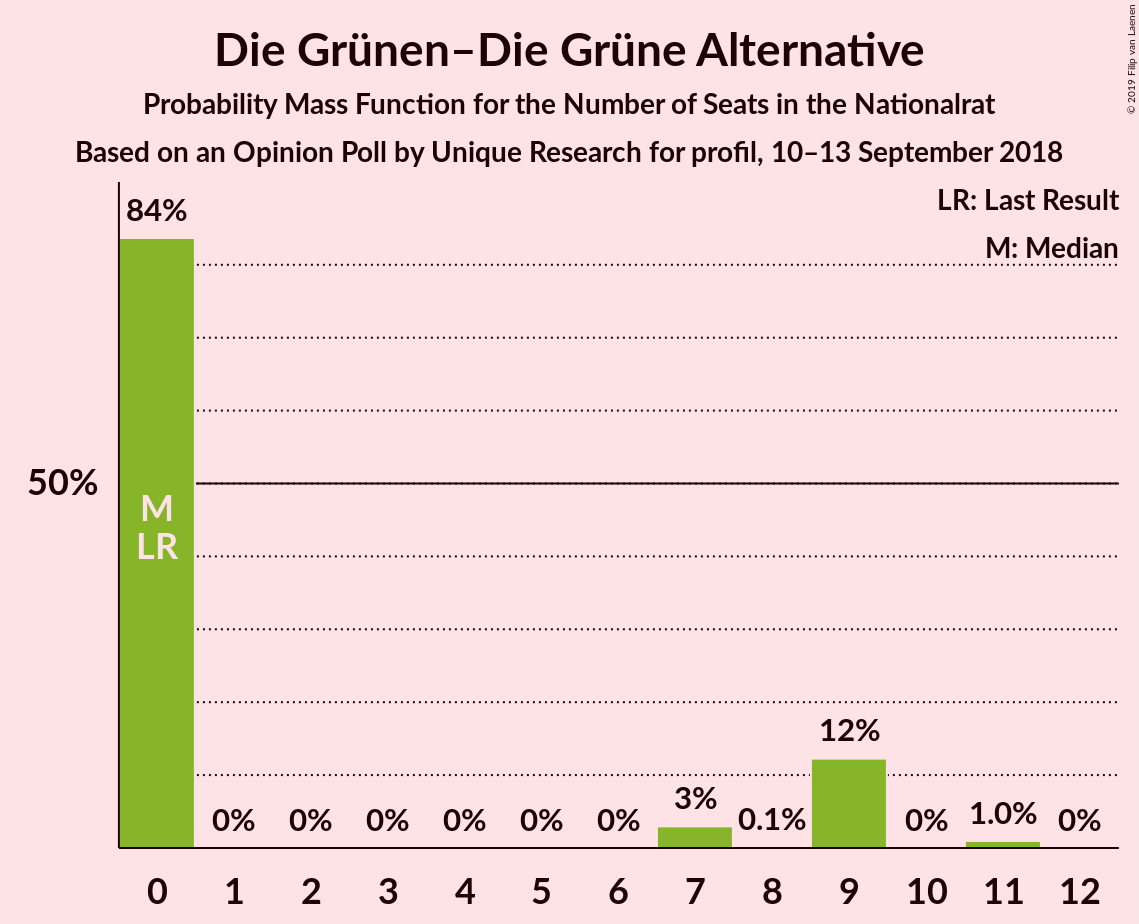 Die Grünen–Die Grüne Alternative
Probability Mass Function for the Number of Seats in the Nationalrat
Based on an Opinion Poll by Unique Research for profil, 10–13 September 2018
© 2019 Filip van Laenen
LR: Last Result
M: Median
84%
50%
M
LR
0% 0% 0% 0% 0% 0% 3% 0.1% 12% 0% 1.0% 0%
0 1 2 3 4 5 6 7 8 9 10 11 12